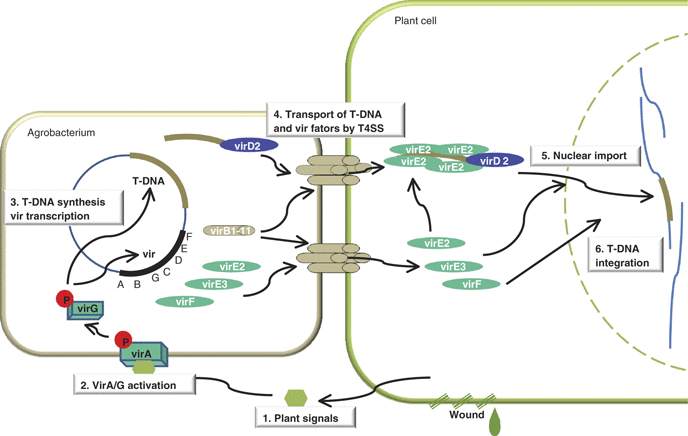 Plant cell
Agrobacterium
4. Transport of T-DNA
and vir fators by T4SS
virD2
virE2
virE2
virE2
virE2
virD 2
5. Nuclear import
T-DNA
3. T-DNA synthesis
vir transcription
vir
F
E
D
C
G
B
A
virB1-11
virE2
virE3
virF
virE2
virE3
virF
6. T-DNA
integration
P
virG
P
virA
2. VirA/G activation
1. Plant signals
Wound